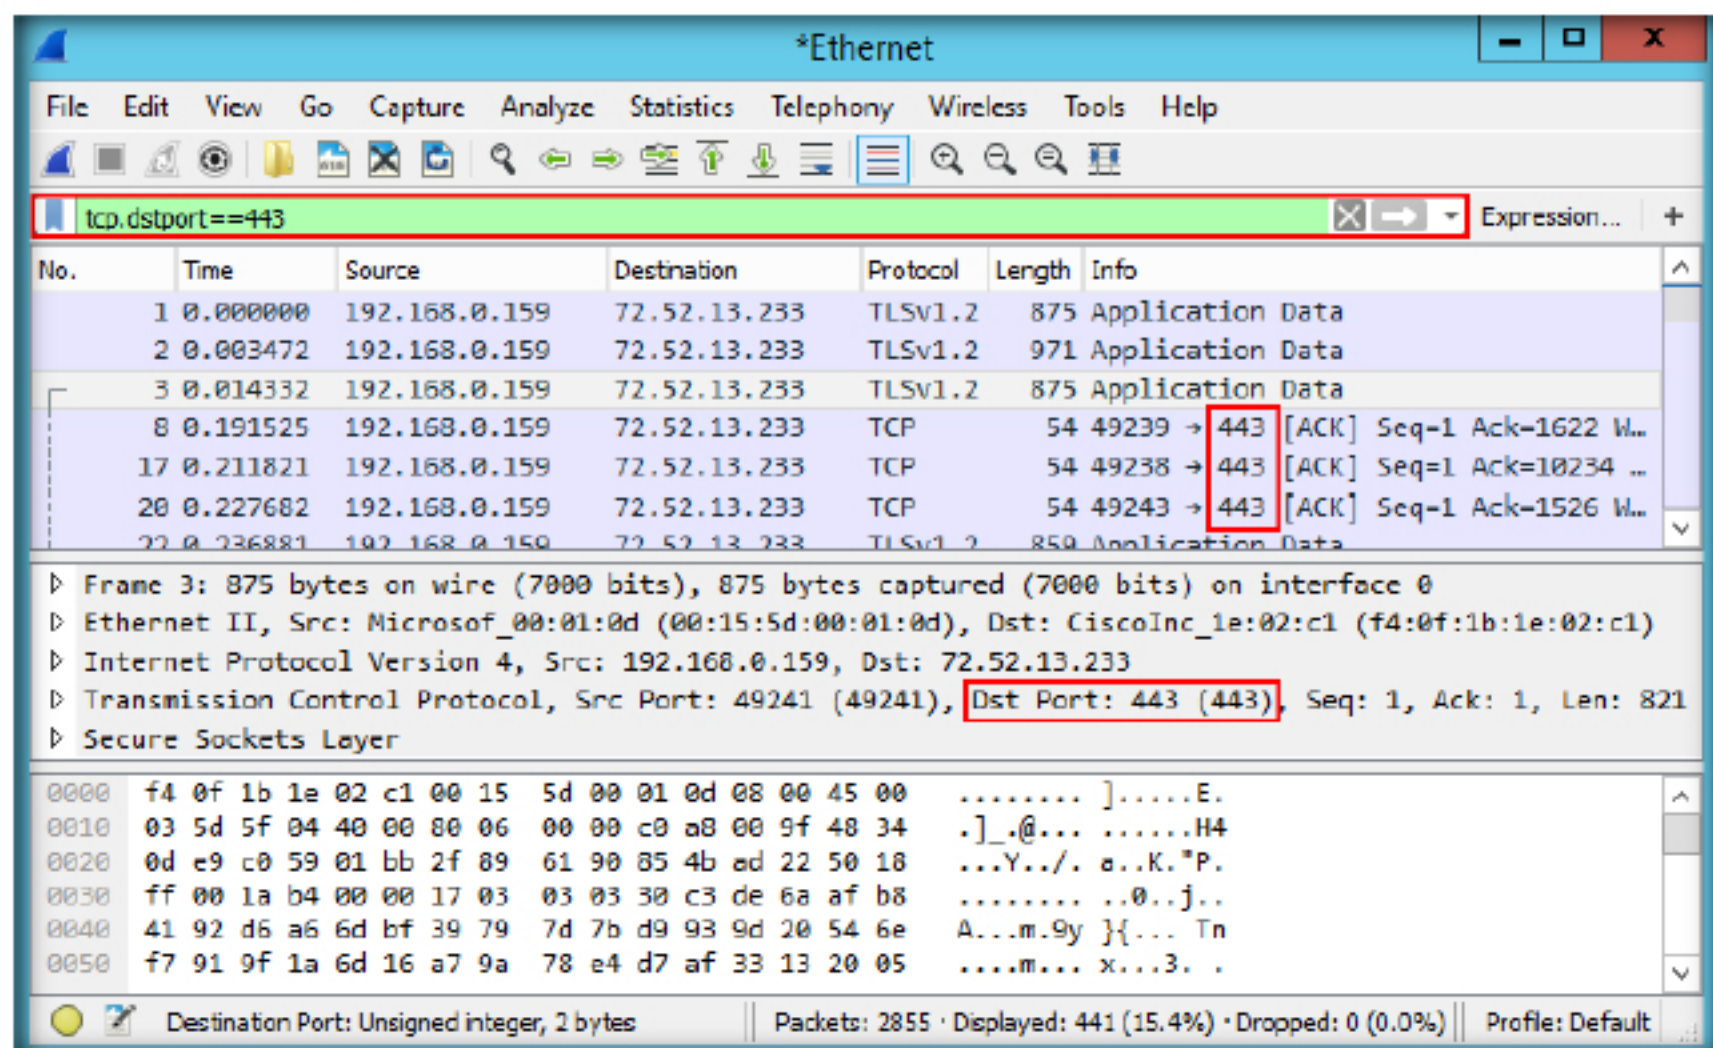 *Ethernet
File Edit View Go Capture Analyze Statistics Telephony Wireless Tools Help
tcp.dstport==443 Expression... +
No. Time Source Destination Protocol Length Info
1 0.000000 192.168.0.159 72.52.13.233 TLSv1.2 875 Application Data
2 0.003472 192.168.0.159 72.52.13.233 TLSv1.2 971 Application Data
3 0.014332 192.168.0.159 72.52.13.233 TLSv1.2 875 Application Data
8 0.191525 192.168.0.159 72.52.13.233 TCP 54 49239 → 443 [ACK] Seq=1 Ack=1622 W…
17 0.211821 192.168.0.159 72.52.13.233 TCP 54 49238 → 443 [ACK] Seq=1 Ack=10234 …
20 0.227682 192.168.0.159 72.52.13.233 TCP 54 49243 → 443 [ACK] Seq=1 Ack=1526 W…
22 0.236881 192.168.0.159 72.52.13.233 TLSv1.2 859 Application Data
Frame 3: 875 bytes on wire (7000 bits), 875 bytes captured (7000 bits) on interface 0
Ethernet II, Src: Microsof_00:01:0d (00:15:5d:00:01:0d), Dst: CiscoInc_1e:02:c1 (f4:0f:1b:1e:02:c1)
Internet Protocol Version 4, Src: 192.168.0.159, Dst: 72.52.13.233
Transmission Control Protocol, Src Port: 49241 (49241), Dst Port: 443 (443), Seq: 1, Ack: 1, Len: 821
Secure Sockets Layer
0000 f4 0f 1b 1e 02 c1 00 15 5d 00 01 0d 08 00 45 00 ........ ].....E.
0010 03 5d 5f 04 40 00 80 06 00 00 c0 a8 00 9f 48 34 .]_.@... ......H4
0020 0d e9 c0 59 01 bb 2f 89 61 90 85 4b ad 22 50 18 ...Y../. a..K."P.
0030 ff 00 1a b4 00 00 17 03 03 03 30 c3 de 6a af b8 ........ ..0..j..
0040 41 92 d6 a6 6d bf 39 79 7d 7b d9 93 9d 20 54 6e A...m.9y }{... Tn
0050 f7 91 9f 1a 6d 16 a7 9a 78 e4 d7 af 33 13 20 05 ....m... x...3. .
Destination Port: Unsigned integer, 2 bytes Packets: 2855 · Displayed: 441 (15.4%) · Dropped: 0 (0.0%) Profile: Default